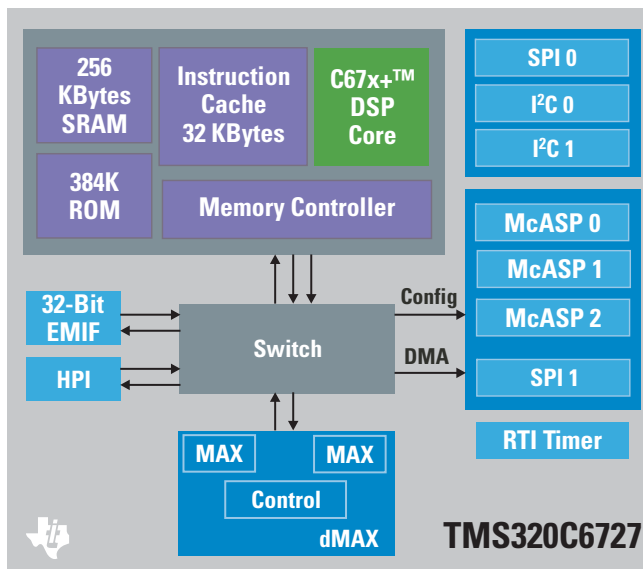 256
KBytes
SRAM
Instruction
Cache
32 KBytes
C67x+™
DSP
Core
384K
ROM
Memory Controller
SPI 0
I²C 0
I²C 1
McASP 0
McASP 1
McASP 2
SPI 1
32-Bit
EMIF
HPI
Switch
Config
DMA
RTI Timer
MAX
MAX
Control
dMAX
TMS320C6727